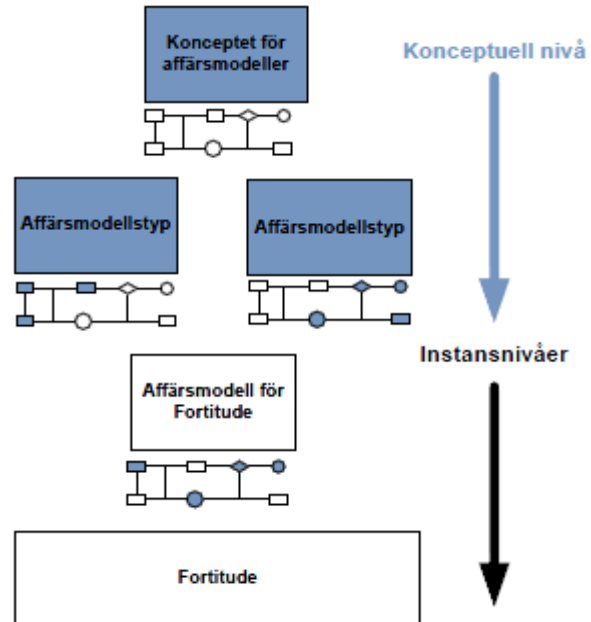 Konceptet för
affärsmodeller
Konceptuell nivå
Affärsmodellstyp
Affärsmodellstyp
Instansnivåer
Affärsmodell för
Fortitude
Fortitude